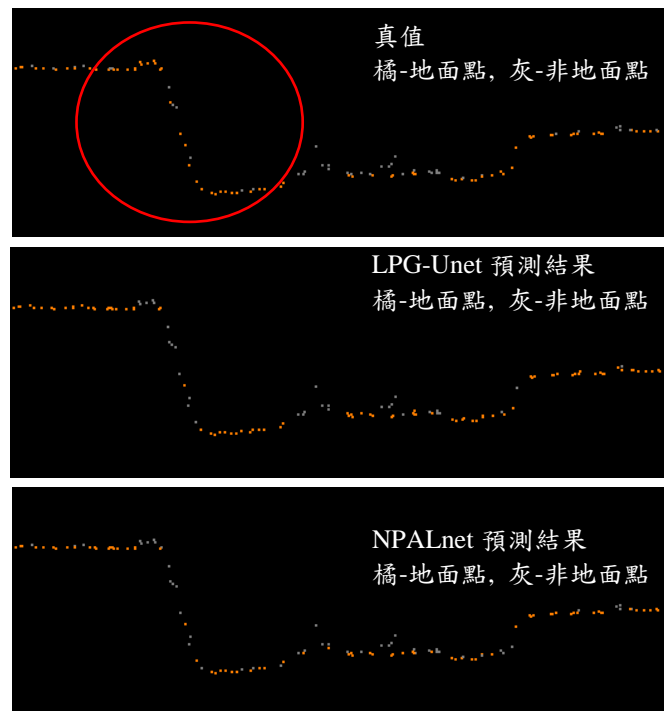 真值
橘-地面點, 灰-非地面點
LPG-Unet 預測結果
橘-地面點, 灰-非地面點
NPALnet 預測結果
橘-地面點, 灰-非地面點